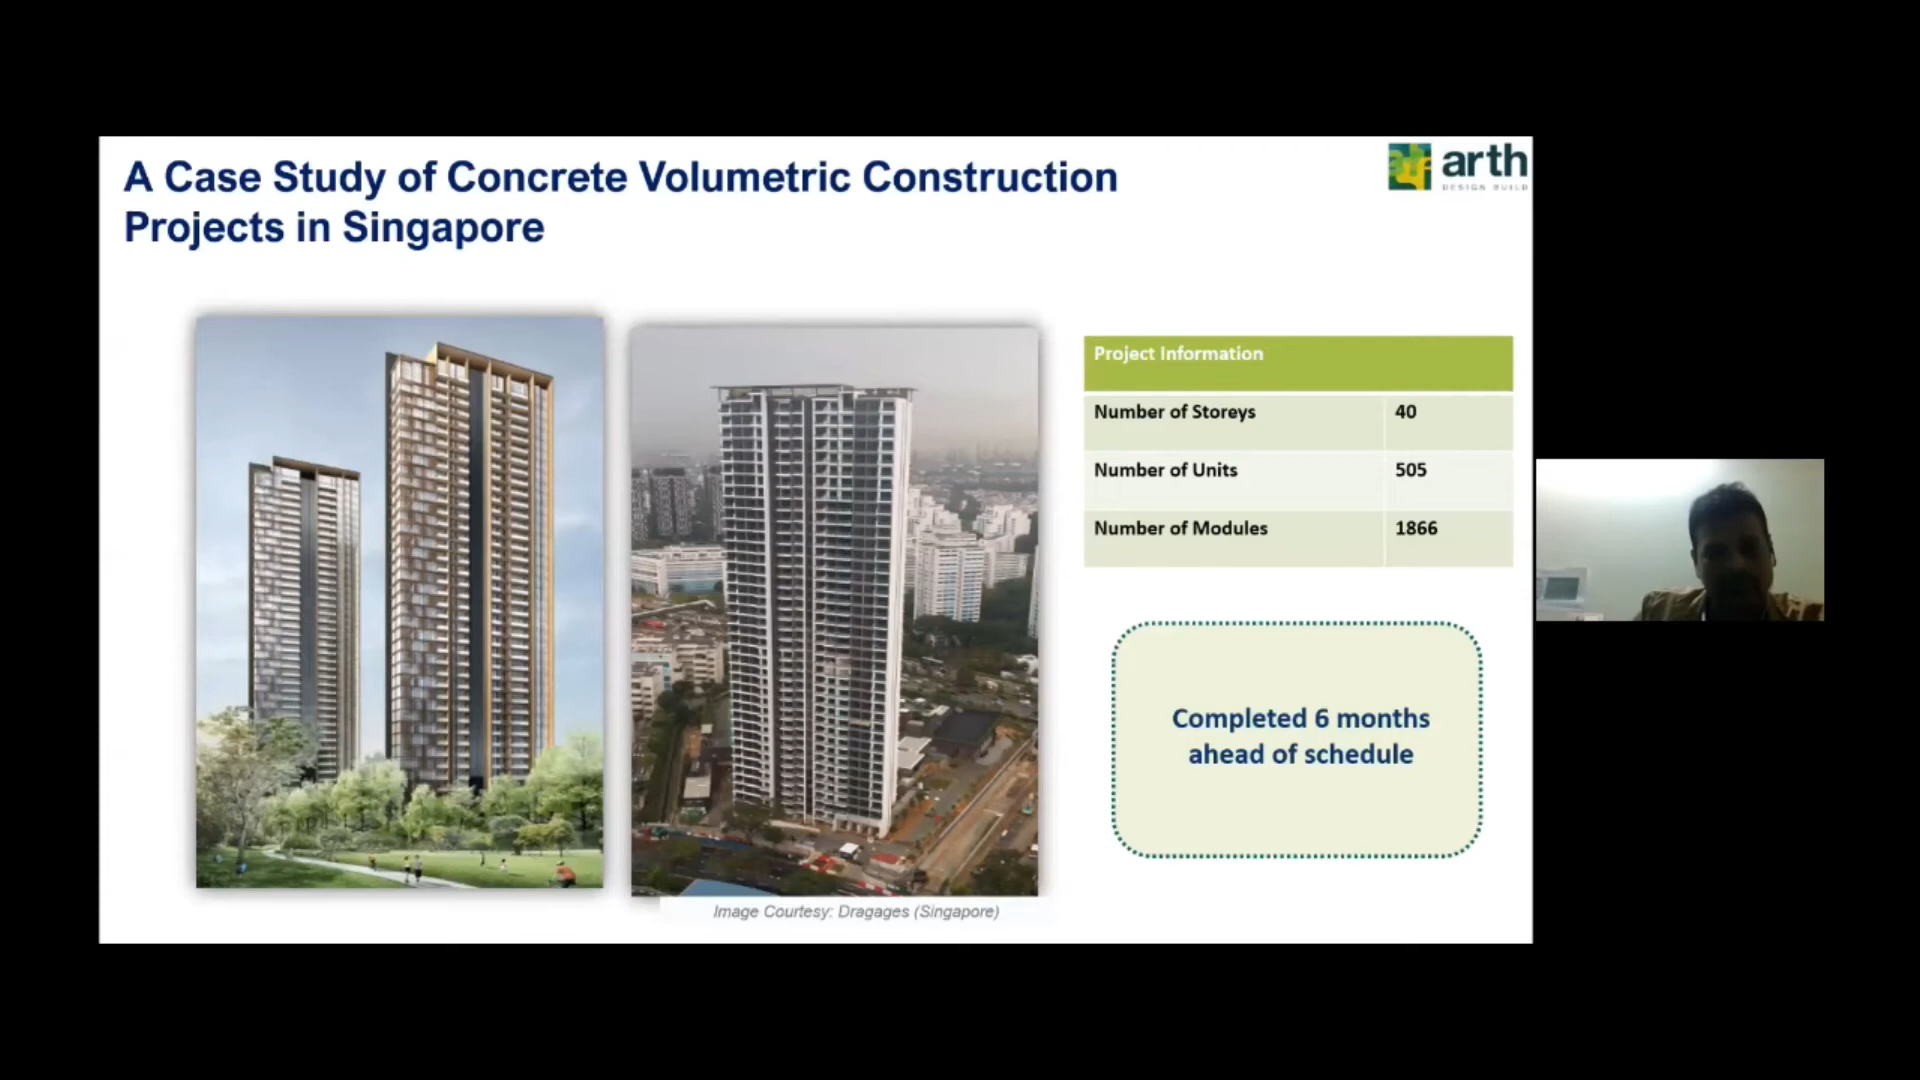 A Case Study of Concrete Volumetric Construction
Projects in Singapore
arth
DESIGN BUILD
Project Information
Number of Storeys 40
Number of Units 505
Number of Modules 1866
Completed 6 months
ahead of schedule
Image Courtesy: Dragages (Singapore)